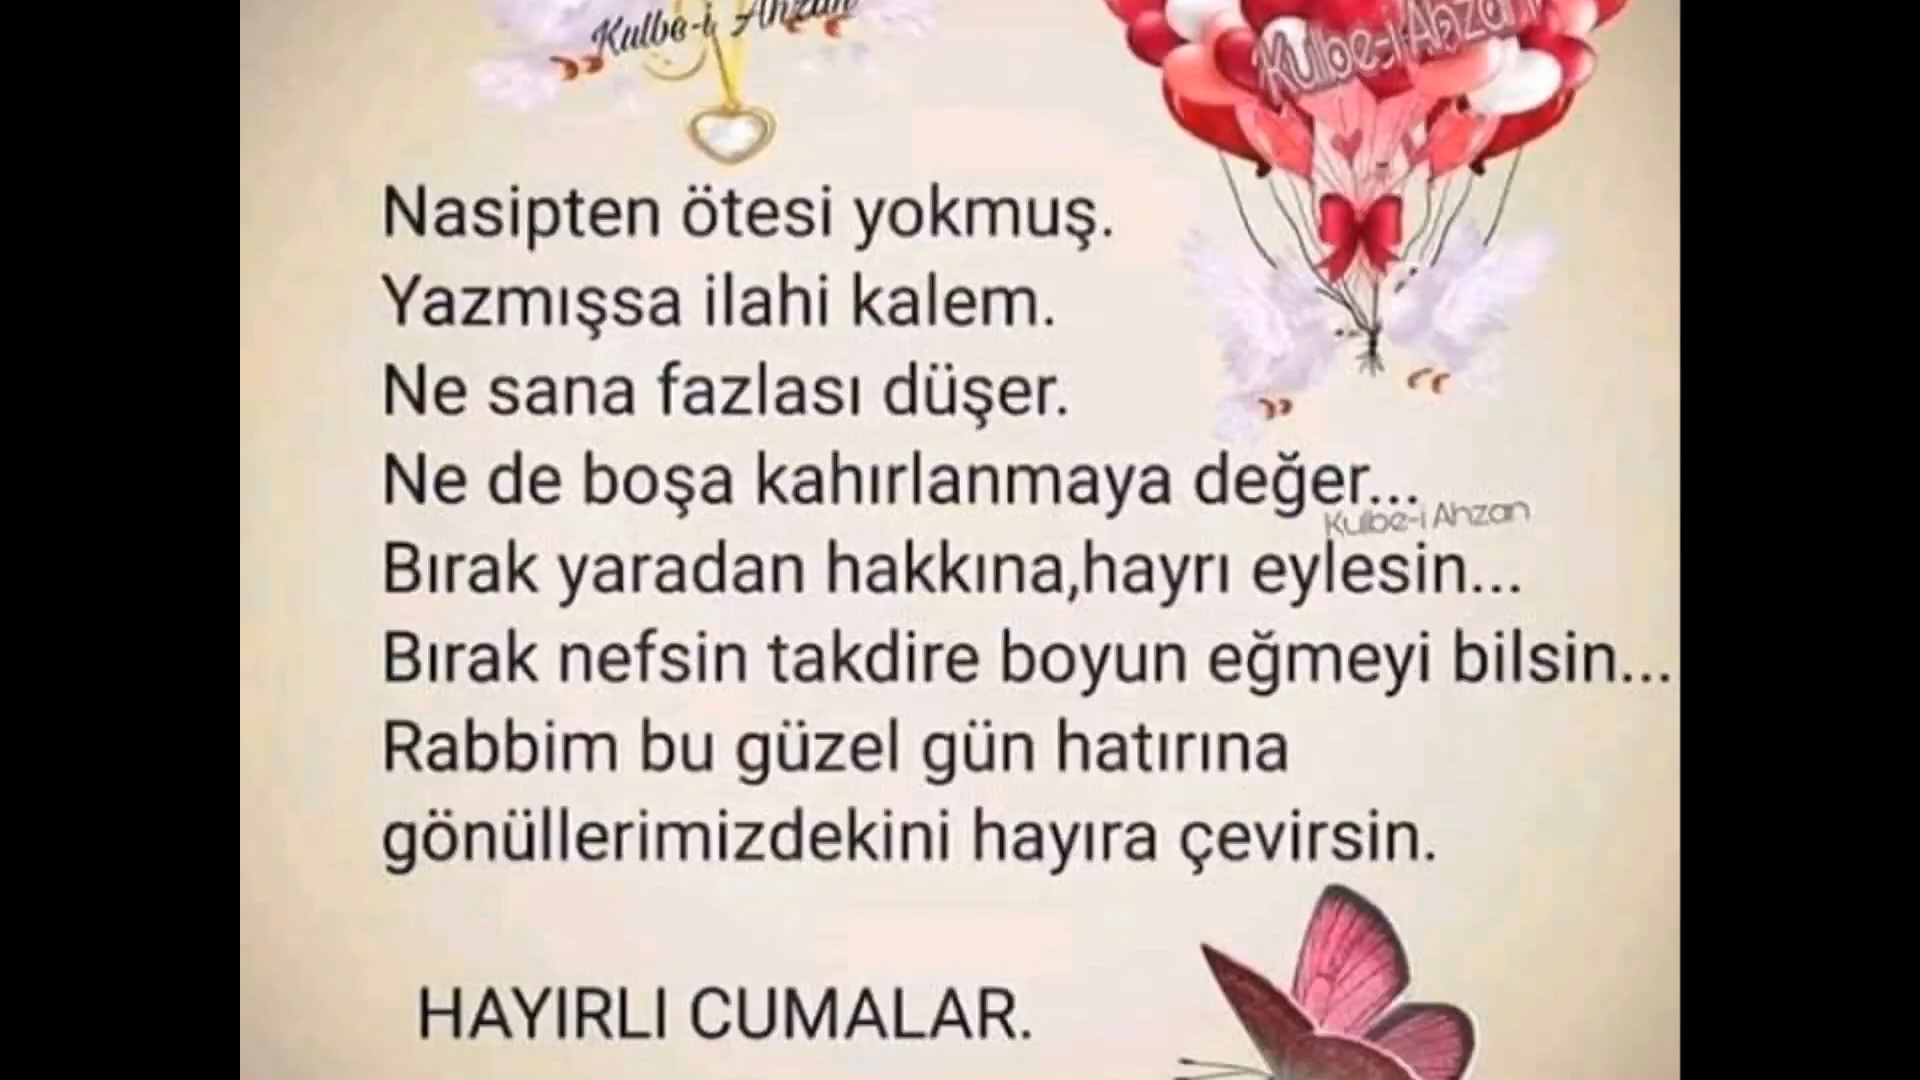 Kulbe-i Ahzan
Kulbe-i Ahzan
Nasipten ötesi yokmuş.
Yazmışsa ilahi kalem.
Ne sana fazlası düşer.
Ne de boşa kahırlanmaya değer...
Kulbe-i Ahzan
Bırak yaradan hakkına,hayrı eylesin...
Bırak nefsin takdire boyun eğmeyi bilsin...
Rabbim bu güzel gün hatırına
gönüllerimizdekini hayıra çevirsin.
HAYIRLI CUMALAR.